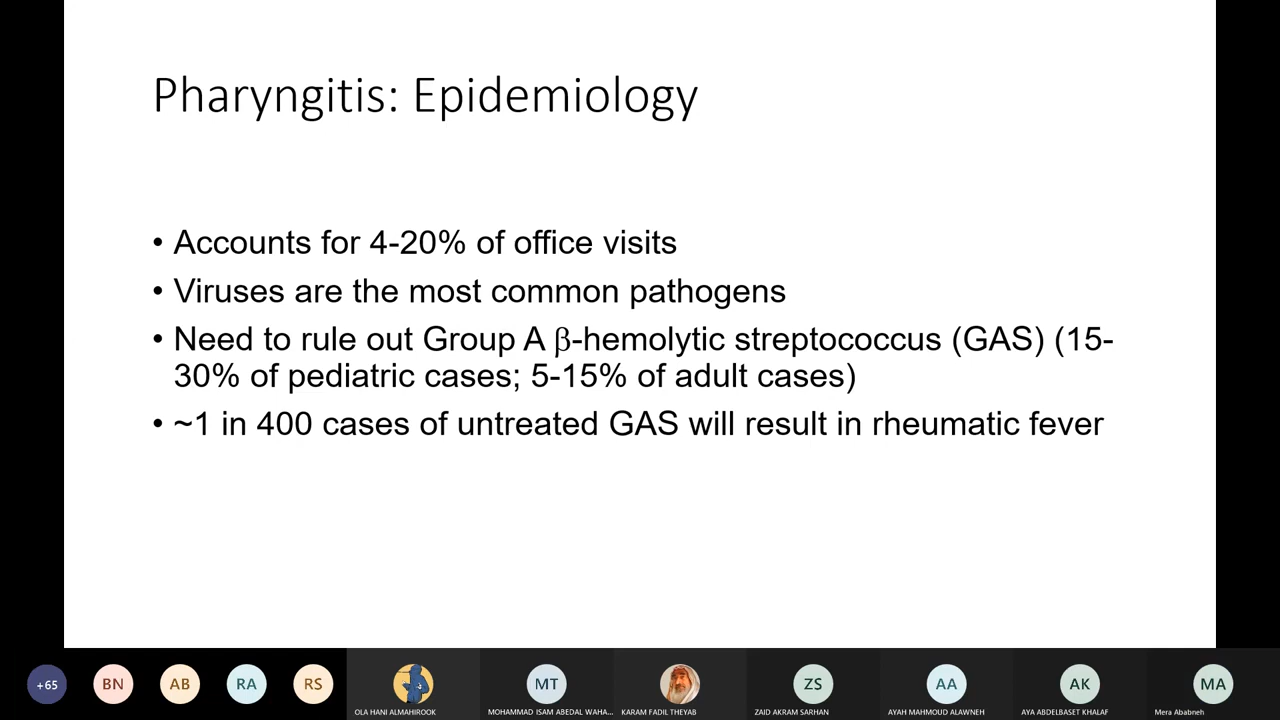 Pharyngitis: Epidemiology
• Accounts for 4-20% of office visits
• Viruses are the most common pathogens
• Need to rule out Group A β-hemolytic streptococcus (GAS) (15-
30% of pediatric cases; 5-15% of adult cases)
• ~1 in 400 cases of untreated GAS will result in rheumatic fever
+65 BN AB RA RS MT ZS AA AK MA
OLA HANI ALMAHIROOK MOHAMMAD ISAM ABEDAL WAHA... KARAM FADIL THEYAB ZAID AKRAM SARHAN AYAH MAHMOUD ALAWNEH AYA ABDELBASET KHALAF Mera Ababneh